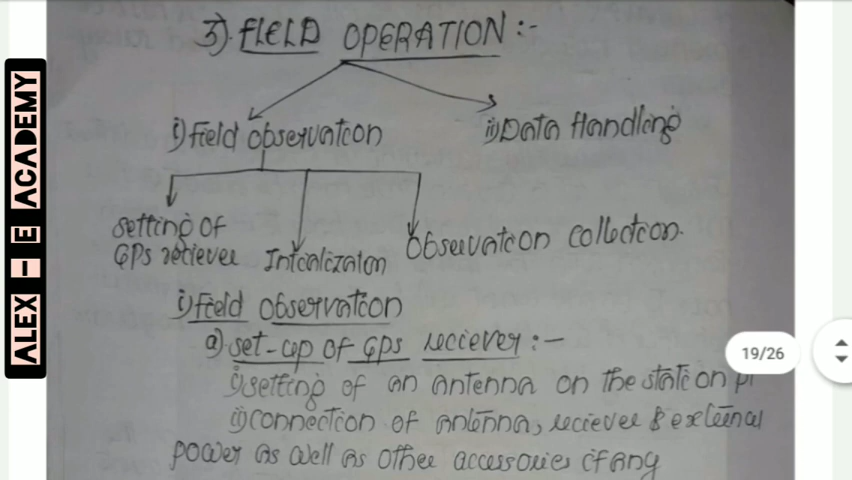 3). FIELD OPERATION :-
i) Field observation
ii) Data Handling
setting of
GPS reciever
Intializaton
Observation collection.
i) Field observation
a) Set-up of GPS reciever :-
i) setting of an antenna on the station
ii) connection of antenna, reciever & external
power as well as other accessories if any
19/26
ALEX - E ACADEMY